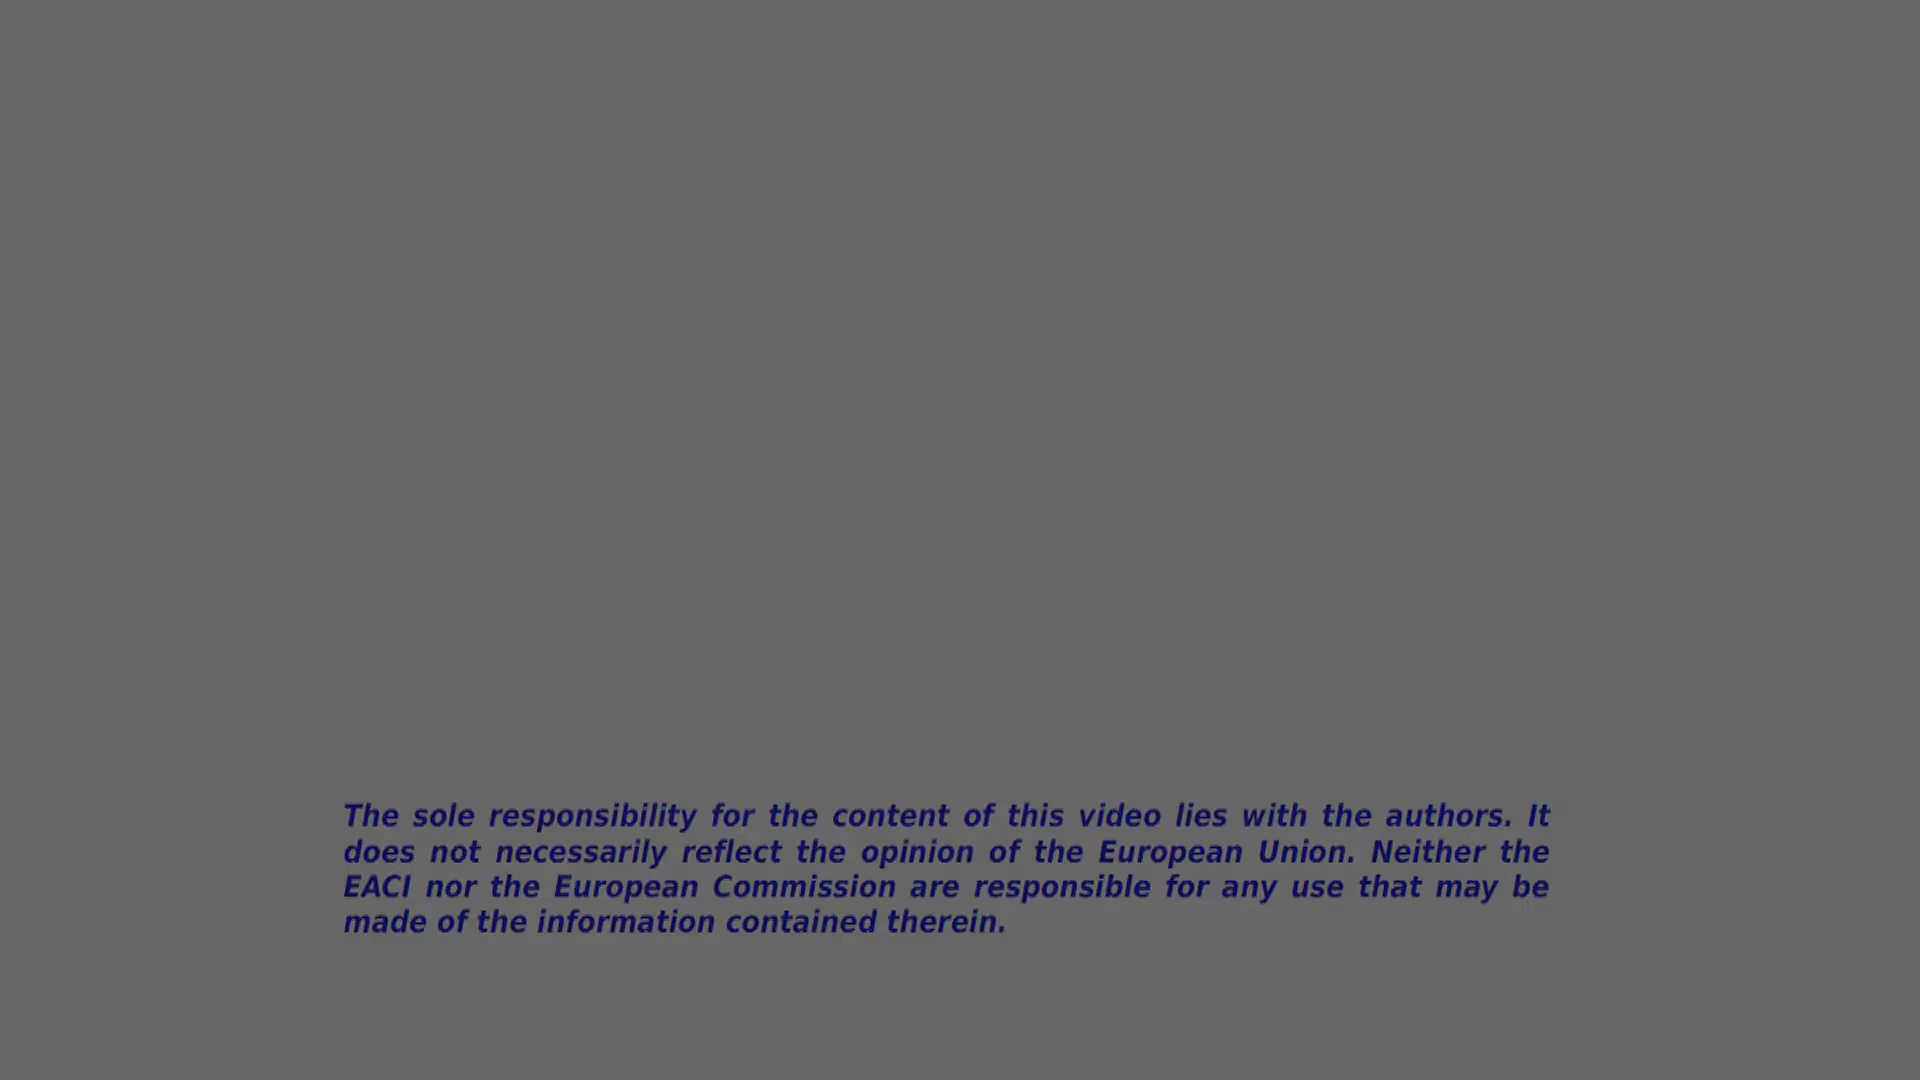 The sole responsibility for the content of this video lies with the authors. It
does not necessarily reflect the opinion of the European Union. Neither the
EACI nor the European Commission are responsible for any use that may be
made of the information contained therein.